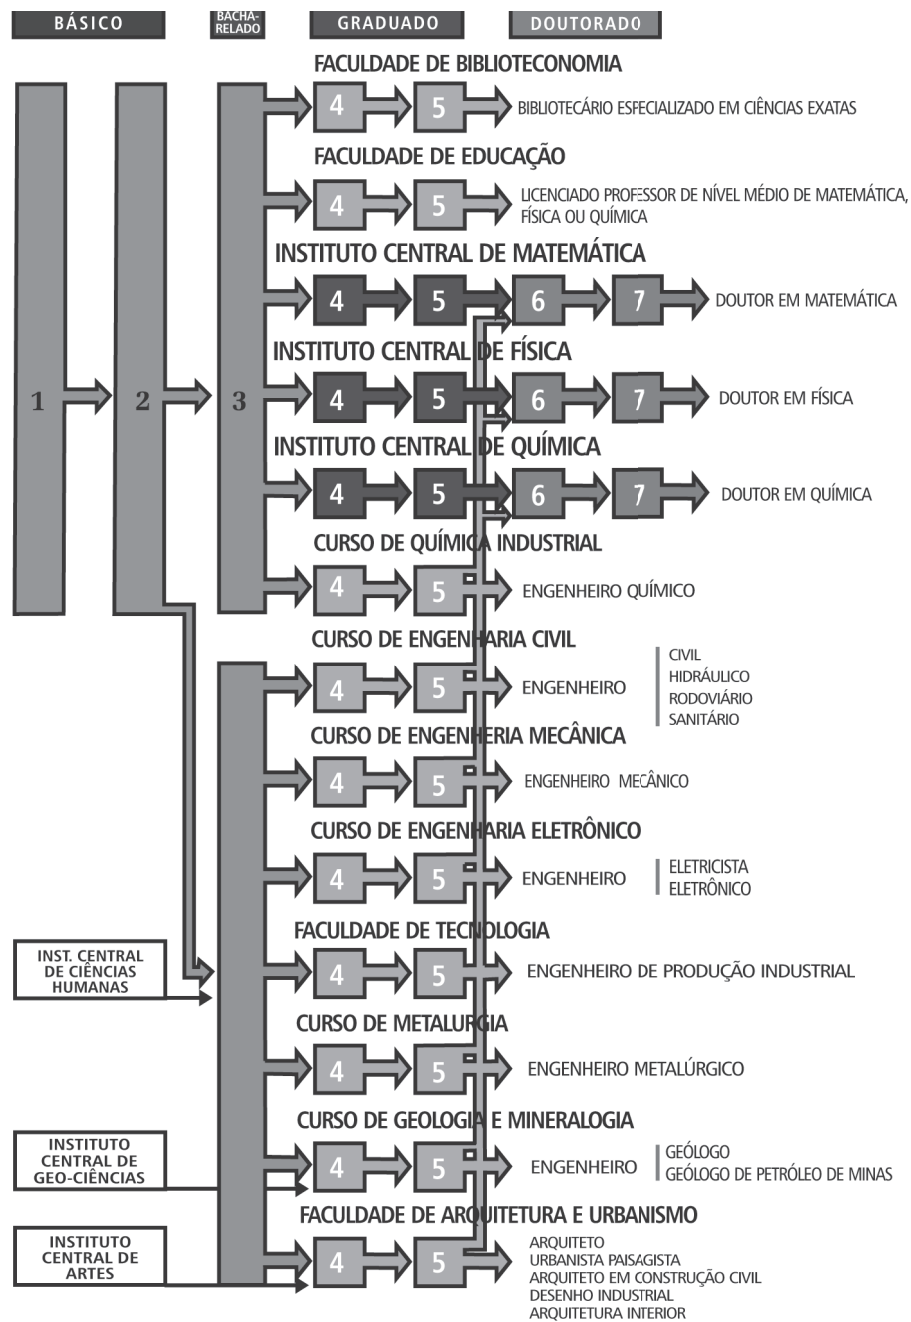 BÁSICO
BACHA-
RELADO
GRADUADO
DOUTORADO
FACULDADE DE BIBLIOTECONOMIA
4
5
BIBLIOTECÁRIO ESPECIALIZADO EM CIÊNCIAS EXATAS
FACULDADE DE EDUCAÇÃO
4
5
LICENCIADO PROFESSOR DE NÍVEL MÉDIO DE MATEMÁTICA,
FÍSICA OU QUÍMICA
INSTITUTO CENTRAL DE MATEMÁTICA
4
5
6
7
DOUTOR EM MATEMÁTICA
INSTITUTO CENTRAL DE FÍSICA
1
2
3
4
5
6
7
DOUTOR EM FÍSICA
INSTITUTO CENTRAL DE QUÍMICA
4
5
6
7
DOUTOR EM QUÍMICA
CURSO DE QUÍMICA INDUSTRIAL
4
5
ENGENHEIRO QUÍMICO
CURSO DE ENGENHARIA CIVIL
4
5
ENGENHEIRO
CIVIL
HIDRÁULICO
RODOVIÁRIO
SANITÁRIO
CURSO DE ENGENHERIA MECÂNICA
4
5
ENGENHEIRO MECÂNICO
CURSO DE ENGENHARIA ELETRÔNICO
4
5
ENGENHEIRO
ELETRICISTA
ELETRÔNICO
FACULDADE DE TECNOLOGIA
INST. CENTRAL
DE CIÊNCIAS
HUMANAS
4
5
ENGENHEIRO DE PRODUÇÃO INDUSTRIAL
CURSO DE METALURGIA
4
5
ENGENHEIRO METALÚRGICO
CURSO DE GEOLOGIA E MINERALOGIA
INSTITUTO
CENTRAL DE
GEO-CIÊNCIAS
4
5
ENGENHEIRO
GEÓLOGO
GEÓLOGO DE PETRÓLEO DE MINAS
FACULDADE DE ARQUITETURA E URBANISMO
INSTITUTO
CENTRAL DE
ARTES
4
5
ARQUITETO
URBANISTA PAISAGISTA
ARQUITETO EM CONSTRUÇÃO CIVIL
DESENHO INDUSTRIAL
ARQUITETURA INTERIOR